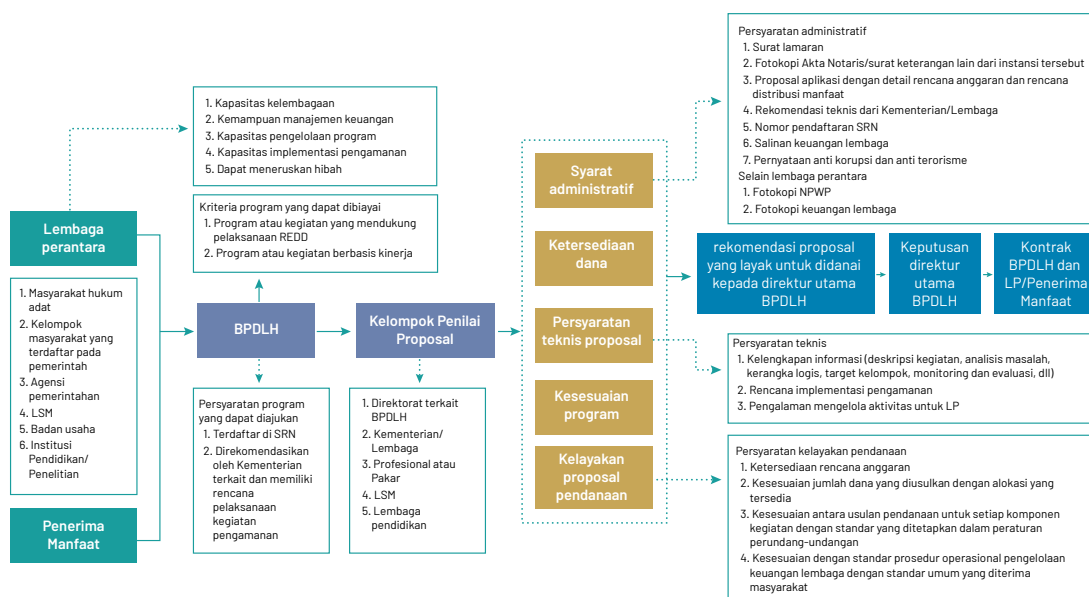 Lembaga
perantara
1. Masyarakat hukum
adat
2. Kelompok
masyarakat yang
terdaftar pada
pemerintah
3. Agensi
pemerintahan
4. LSM
5. Badan usaha
6. Institusi
Pendidikan/
Penelitian
Penerima
Manfaat
1. Kapasitas kelembagaan
2. Kemampuan manajemen keuangan
3. Kapasitas pengelolaan program
4. Kapasitas implementasi pengamanan
5. Dapat meneruskan hibah
Kriteria program yang dapat dibiayai
1. Program atau kegiatan yang mendukung
pelaksanaan REDD
2. Program atau kegiatan berbasis kinerja
BPDLH
Persyaratan program
yang dapat diajukan
1. Terdaftar di SRN
2. Direkomendasikan
oleh Kementerian
terkait dan memiliki
rencana
pelaksanaan
kegiatan
pengamanan
Kelompok Penilai
Proposal
1. Direktorat terkait
BPDLH
2. Kementerian/
Lembaga
3. Profesional atau
Pakar
4. LSM
5. Lembaga
pendidikan
Syarat
administratif
Ketersediaan
dana
Persyaratan
teknis proposal
Kesesuaian
program
Kelayakan
proposal
pendanaan
Persyaratan administratif
1. Surat lamaran
2. Fotokopi Akta Notaris/surat keterangan lain dari instansi tersebut
3. Proposal aplikasi dengan detail rencana anggaran dan rencana
distribusi manfaat
4. Rekomendasi teknis dari Kementerian/Lembaga
5. Nomor pendaftaran SRN
6. Salinan keuangan lembaga
7. Pernyataan anti korupsi dan anti terorisme
Selain lembaga perantara
1. Fotokopi NPWP
2. Fotokopi keuangan lembaga
rekomendasi proposal
yang layak untuk didanai
kepada direktur utama
BPDLH
Keputusan
direktur
utama
BPDLH
Kontrak
BPDLH dan
LP/Penerima
Manfaat
Persyaratan teknis
1. Kelengkapan informasi (deskripsi kegiatan, analisis masalah,
kerangka logis, target kelompok, monitoring dan evaluasi, dll)
2. Rencana implementasi pengamanan
3. Pengalaman mengelola aktivitas untuk LP
Persyaratan kelayakan pendanaan
1. Ketersediaan rencana anggaran
2. Kesesuaian jumlah dana yang diusulkan dengan alokasi yang
tersedia
3. Kesesuaian antara usulan pendanaan untuk setiap komponen
kegiatan dengan standar yang ditetapkan dalam peraturan
perundang-undangan
4. Kesesuaian dengan standar prosedur operasional pengelolaan
keuangan lembaga dengan standar umum yang diterima
masyarakat